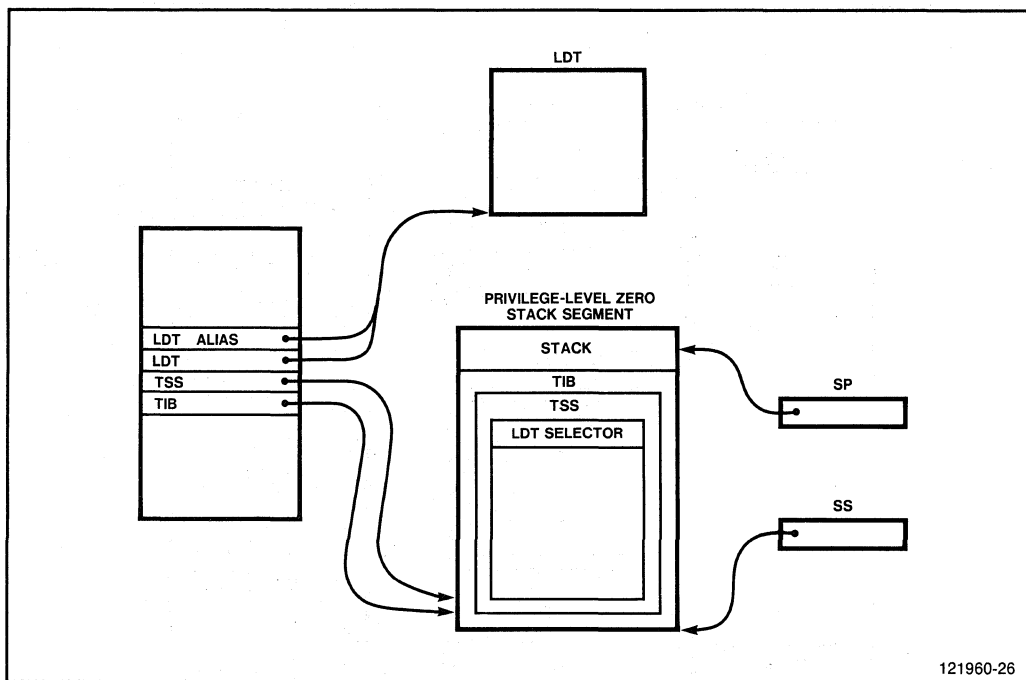 LDT
LDT ALIAS
LDT
TSS
TIB
PRIVILEGE-LEVEL ZERO
STACK SEGMENT
STACK
TIB
TSS
LDT SELECTOR
SP
SS
121960-26